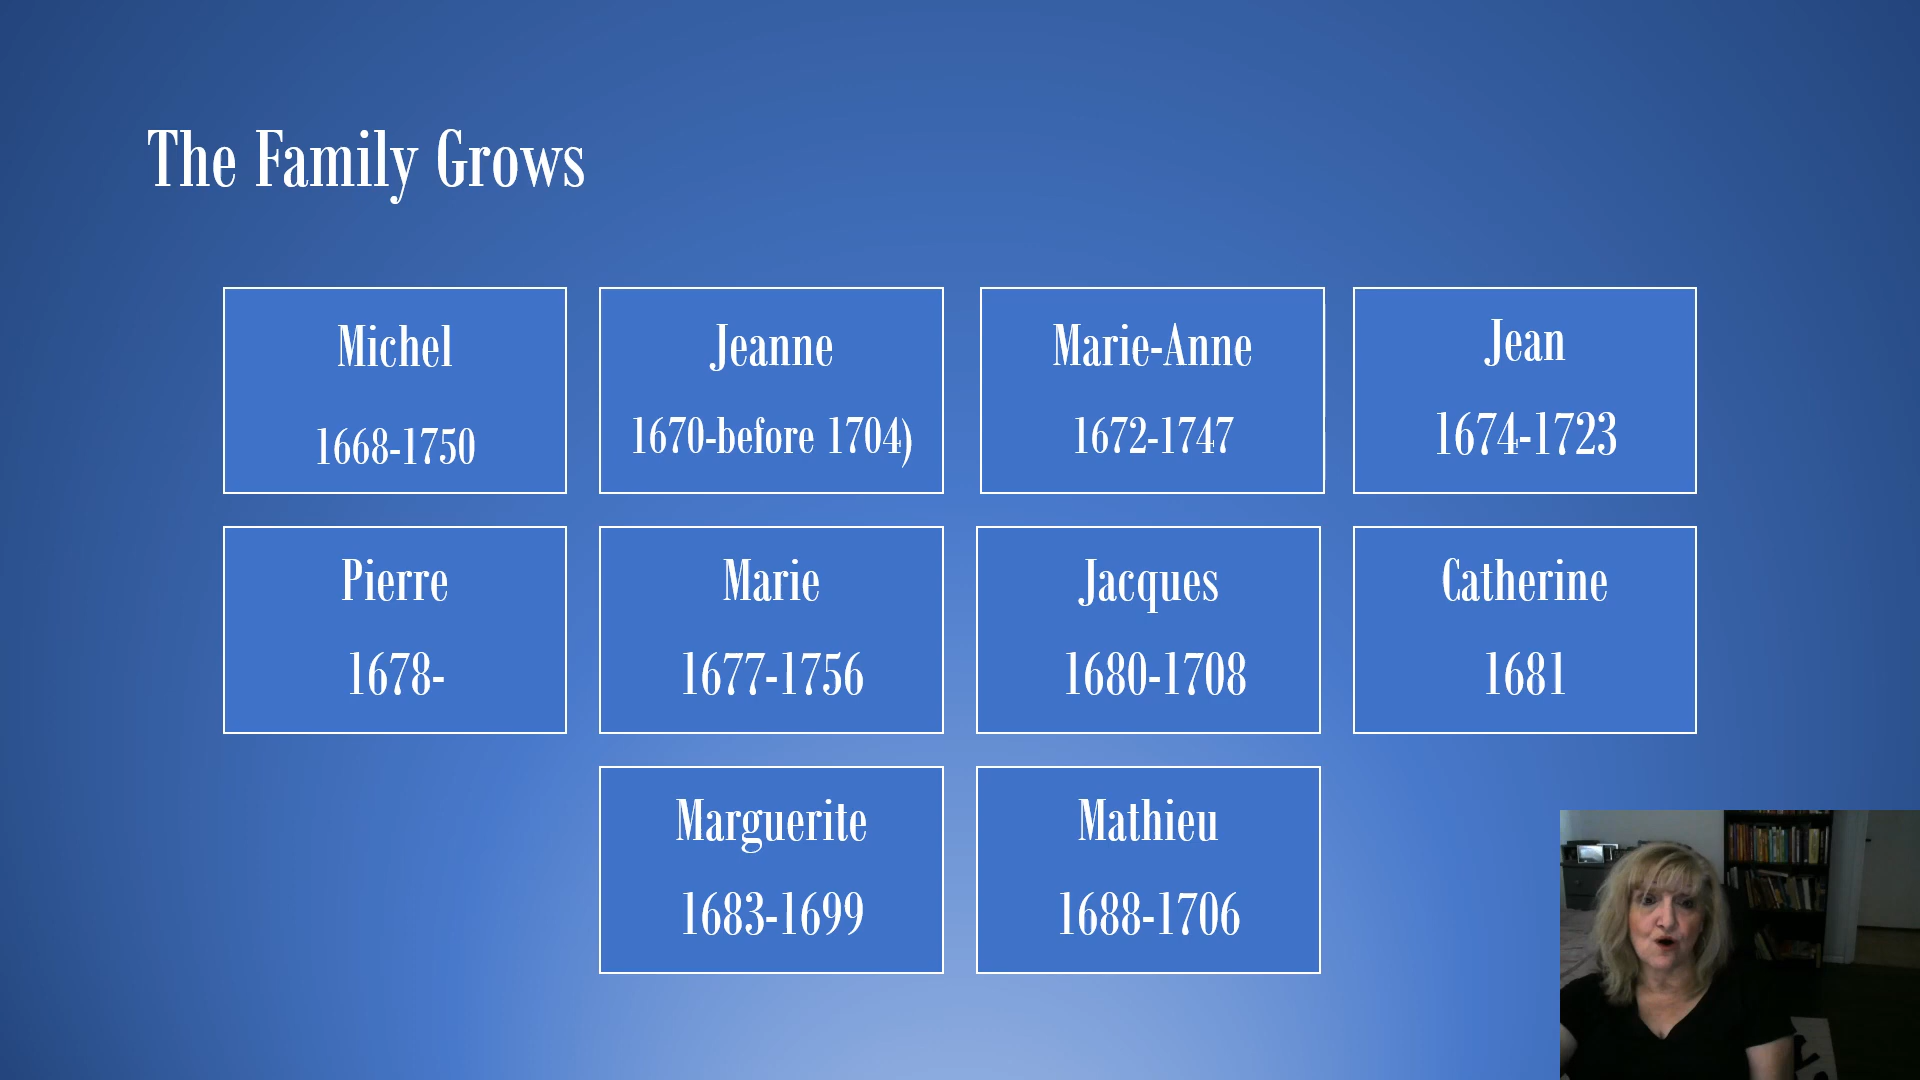 The Family Grows
Michel
1668-1750
Jeanne
1670-before 1704)
Marie-Anne
1672-1747
Jean
1674-1723
Pierre
1678-
Marie
1677-1756
Jacques
1680-1708
Catherine
1681
Marguerite
1683-1699
Mathieu
1688-1706